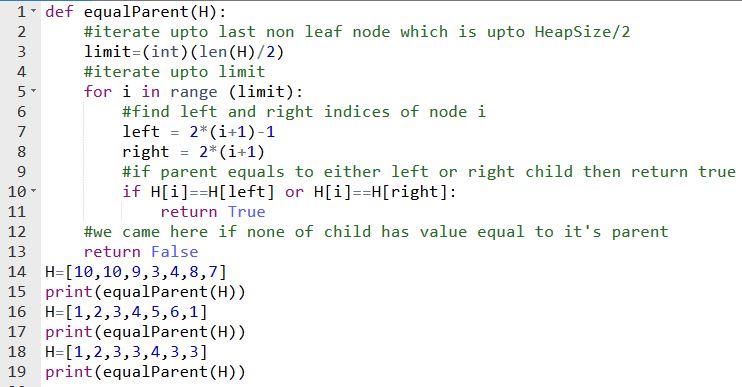 1 def equalParent(H):
2 #iterate upto last non leaf node which is upto HeapSize/2
3 limit=(int)(len(H)/2)
4 #iterate upto limit
5 for i in range (limit):
6 #find left and right indices of node i
7 left = 2*(i+1)-1
8 right = 2*(i+1)
9 #if parent equals to either left or right child then return true
10 if H[i]==H[left] or H[i]==H[right]:
11 return True
12 #we came here if none of child has value equal to it's parent
13 return False
14 H=[10,10,9,3,4,8,7]
15 print(equalParent(H))
16 H=[1,2,3,4,5,6,1]
17 print(equalParent(H))
18 H=[1,2,3,3,4,3,3]
19 print(equalParent(H))